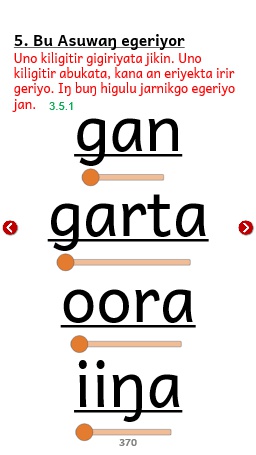 5. Bu Asuwaŋ egeriyor
Uno kiligitir gigiriyata jikin. Uno
kiligitir abukata, kana an eriyekta irir
geriyo. Iŋ buŋ higulu jarnikgo egeriyo
jan. 3.5.1
gan
garta
oora
iiŋa
370